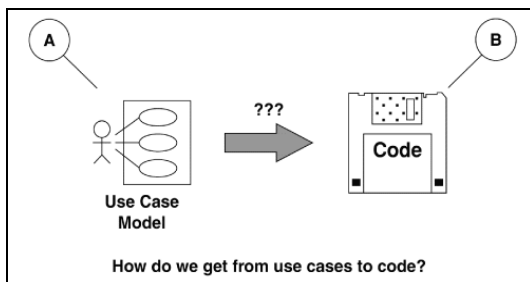 A
B
???
Code
Use Case
Model
How do we get from use cases to code?